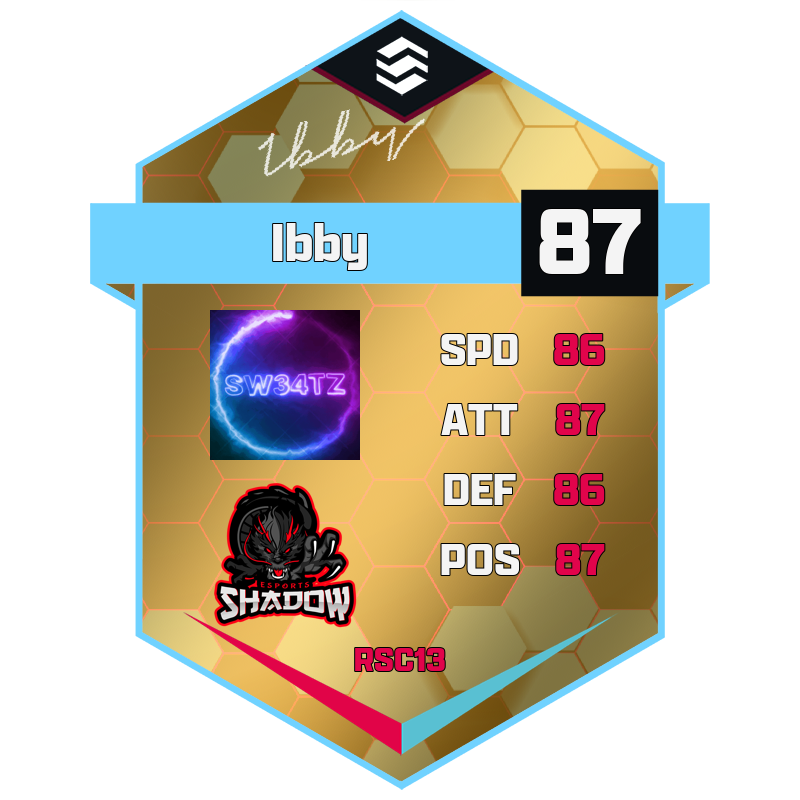 Ibby
Ibby
87
SW34TZ
SPD 86
ATT 87
DEF 86
POS 87
ESPORTS
SHADOW
RSC13